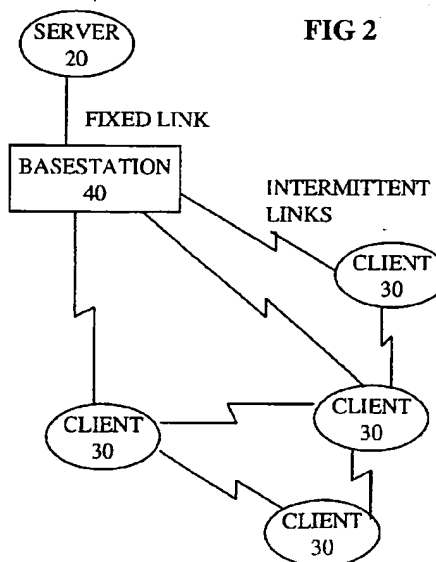 FIG 2
SERVER
20
FIXED LINK
BASESTATION
40
INTERMITTENT
LINKS
CLIENT
30
CLIENT
30
CLIENT
30
CLIENT
30